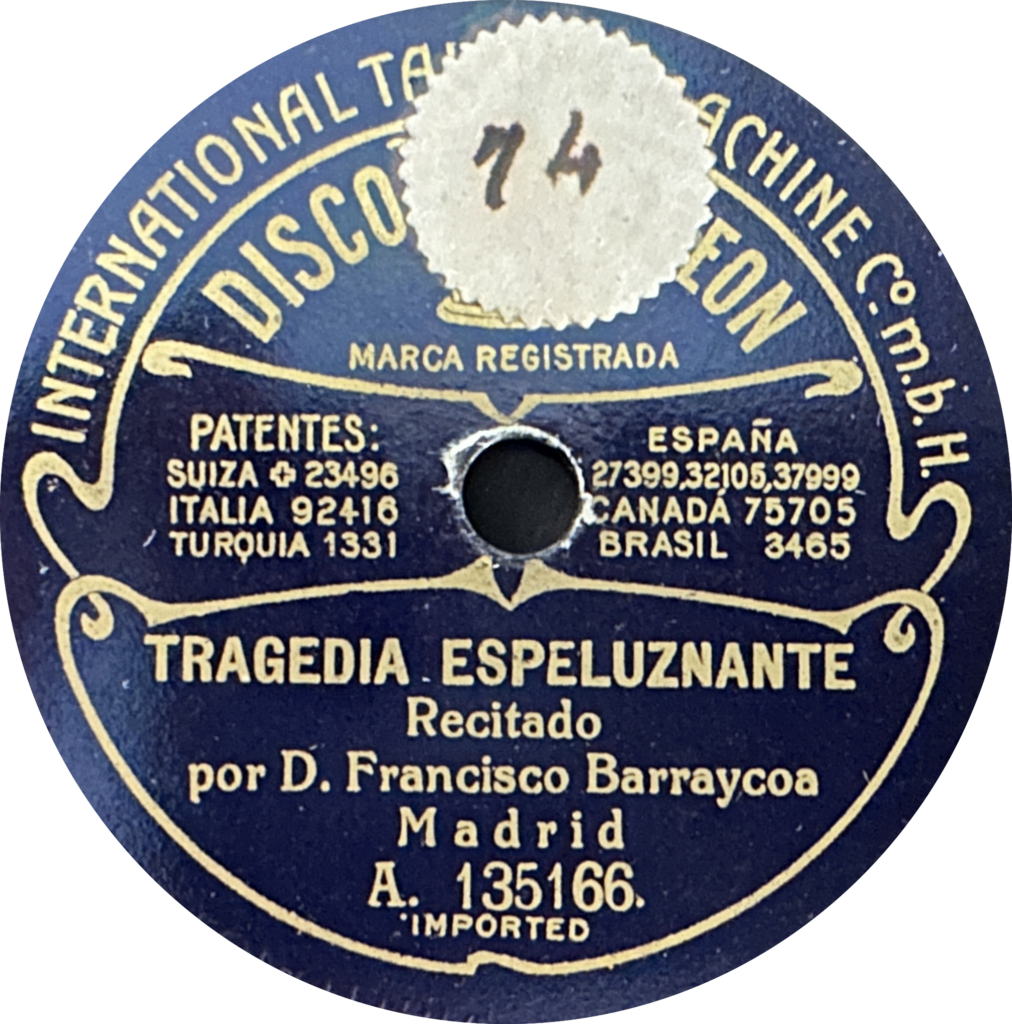 INTERNATIONAL TA ACHINE Co. m.b.H.
74
DISCO EON
MARCA REGISTRADA
PATENTES:
SUIZA ✚ 23496
ITALIA 92416
TURQUIA 1331
ESPAÑA
27399,32105,37999
CANADÁ 75705
BRASIL 3465
TRAGEDIA ESPELUZNANTE
Recitado
por D. Francisco Barraycoa
Madrid
A. 135166.
IMPORTED